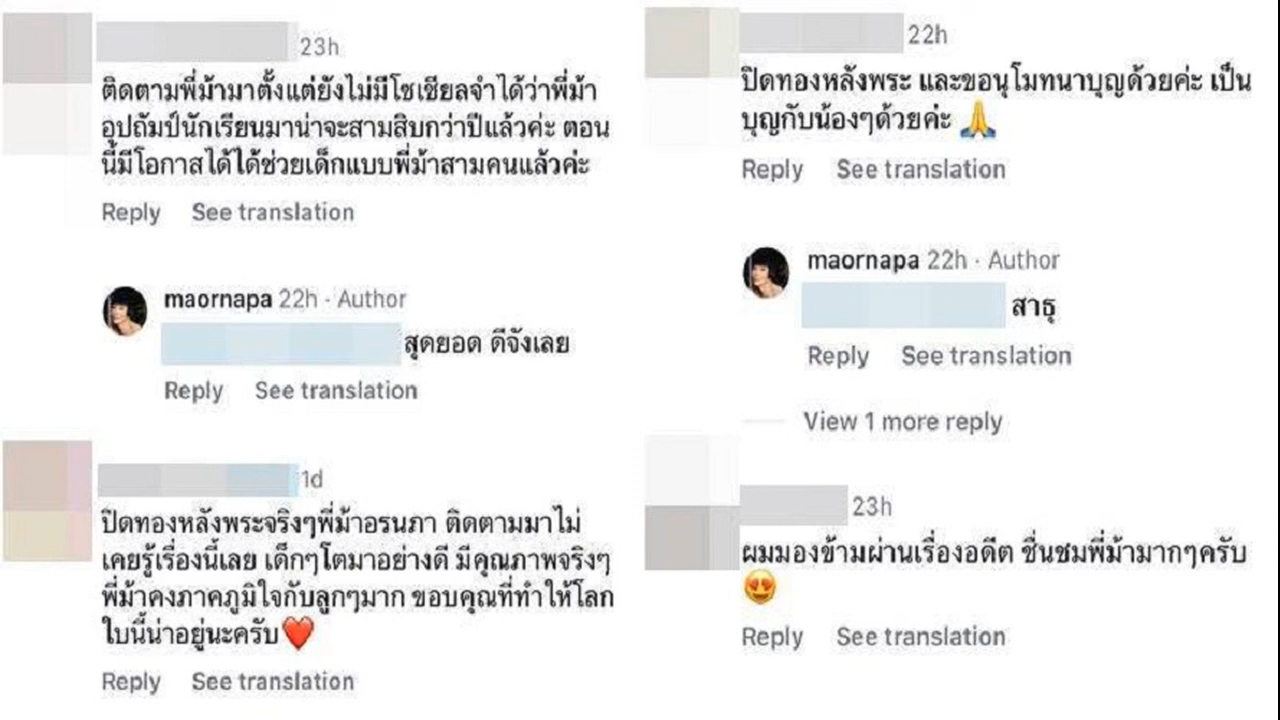 23h
ติดตามพี่ม้ามาตั้งแต่ยังไม่มีโซเชียลจำได้ว่าพี่ม้า
อุปถัมป์นักเรียนมาน่าจะสามสิบกว่าปีแล้วค่ะ ตอน
นี้มีโอกาสได้ได้ช่วยเด็กแบบพี่ม้าสามคนแล้วค่ะ
Reply See translation
maornapa 22h · Author
สุดยอด ดีจังเลย
Reply See translation
1d
ปิดทองหลังพระจริงๆพี่ม้าอรนภา ติดตามมาไม่
เคยรู้เรื่องนี้เลย เด็กๆโตมาอย่างดี มีคุณภาพจริงๆ
พี่ม้าคงภาคภูมิใจกับลูกๆมาก ขอบคุณที่ทำให้โลก
ใบนี้น่าอยู่นะครับ❤️
Reply See translation
22h
ปิดทองหลังพระ และขอนุโมทนาบุญด้วยค่ะ เป็น
บุญกับน้องๆด้วยค่ะ 🙏
Reply See translation
maornapa 22h · Author
สาธุ
Reply See translation
View 1 more reply
23h
ผมมองข้ามผ่านเรื่องอดีต ชื่นชมพี่ม้ามากๆครับ
😍
Reply See translation